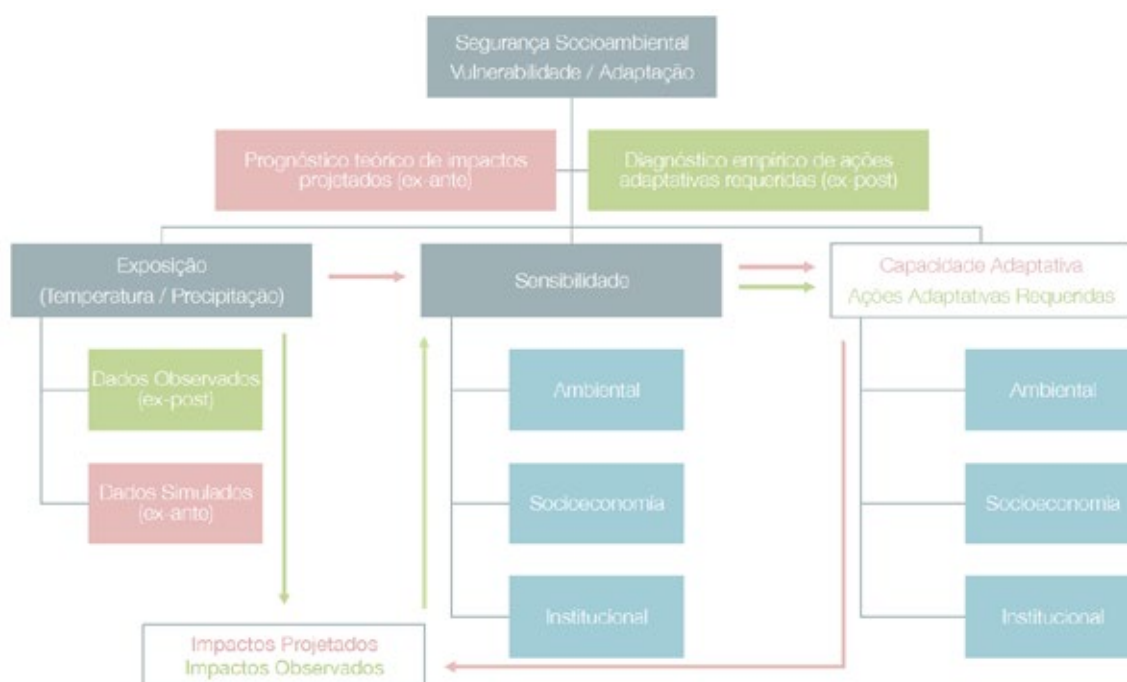 Segurança Socioambiental
Vulnerabilidade / Adaptação
Prognóstico teórico de impactos
projetados (ex-ante)
Diagnóstico empírico de ações
adaptativas requeridas (ex-post)
Exposição
(Temperatura / Precipitação)
Sensibilidade
Capacidade Adaptativa
Ações Adaptativas Requeridas
Dados Observados
(ex-post)
Ambiental
Ambiental
Dados Simulados
(ex-ante)
Socioeconomia
Socioeconomia
Institucional
Institucional
Impactos Projetados
Impactos Observados